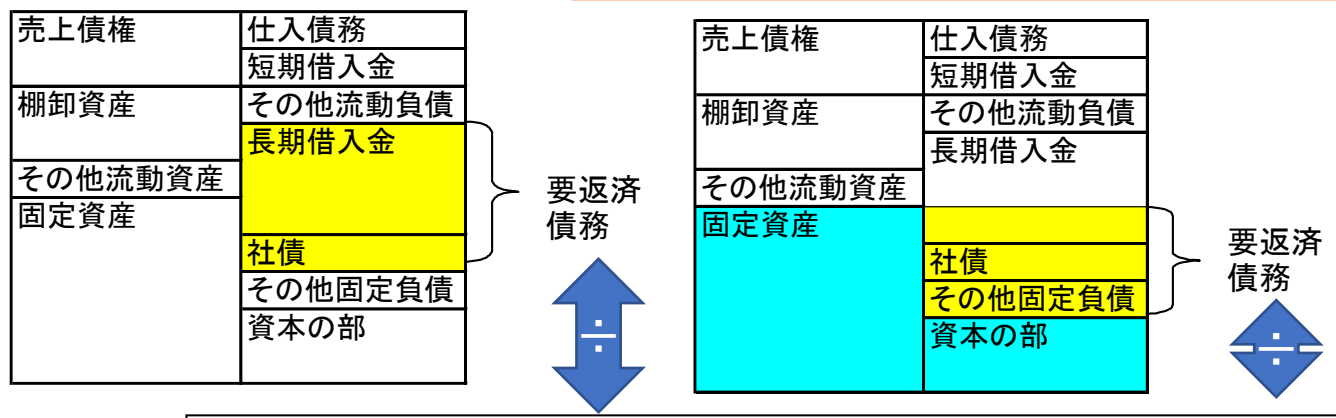 売上債権
仕入債務
短期借入金
棚卸資産
その他流動負債
長期借入金
その他流動資産
固定資産
社債
その他固定負債
資本の部
要返済
債務
÷
売上債権
仕入債務
短期借入金
棚卸資産
その他流動負債
長期借入金
その他流動資産
固定資産
社債
その他固定負債
資本の部
要返済
債務
÷